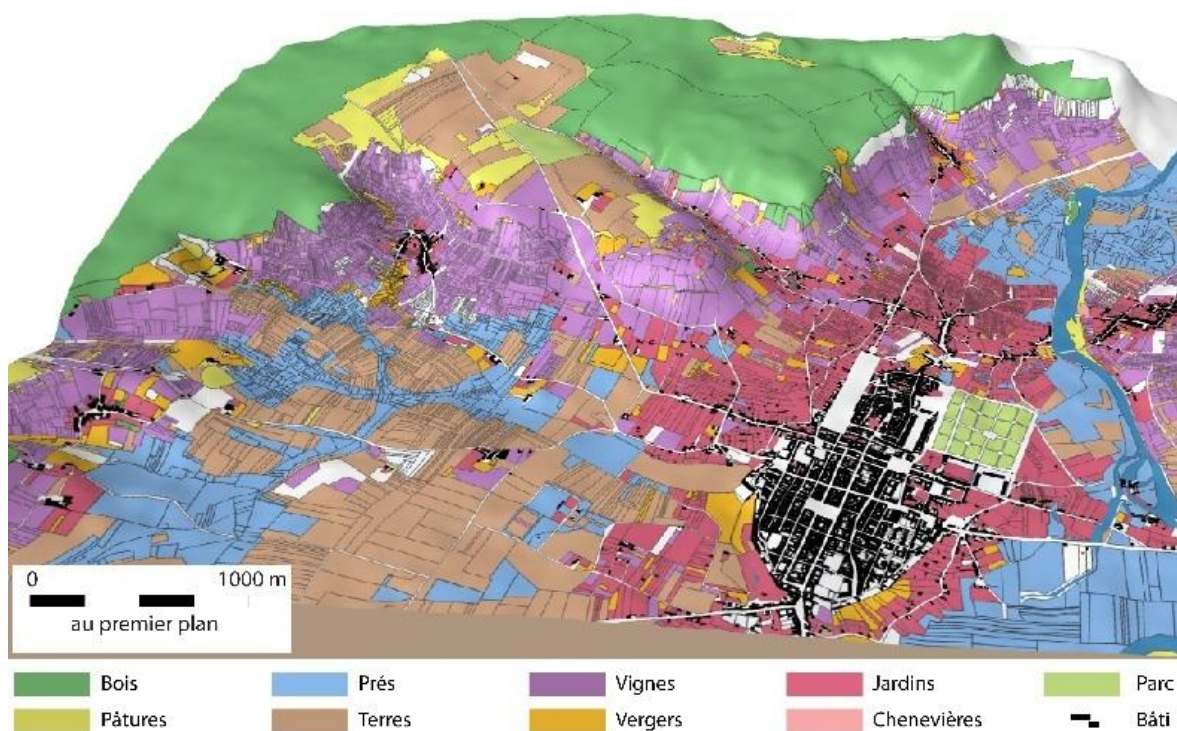 0 1000 m
au premier plan
Bois Prés Vignes Jardins Parc
Pâtures Terres Vergers Chenevières Bâti